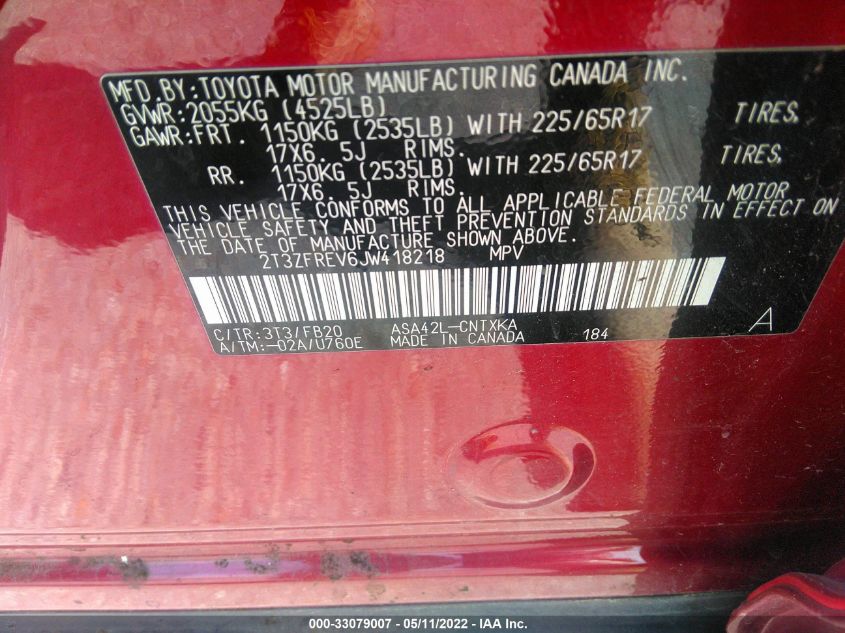 MFD BY:TOYOTA MOTOR MANUFACTURING CANADA INC.
GVWR:2055KG (4525LB)
GAWR:FRT. 1150KG (2535LB) WITH 225/65R17 TIRES.
17X6. 5J RIMS.
RR. 1150KG (2535LB) WITH 225/65R17 TIRES.
17X6. 5J RIMS.
THIS VEHICLE CONFORMS TO ALL APPLICABLE FEDERAL MOTOR
VEHICLE SAFETY AND THEFT PREVENTION STANDARDS IN EFFECT ON
THE DATE OF MANUFACTURE SHOWN ABOVE.
2T3ZFREV6JW418218 MPV
C/TR:3T3/FB20 ASA42L-CNTXKA A
A/TM:-02A/U760E MADE IN CANADA 184
000-33079007 - 05/11/2022 - IAA Inc.